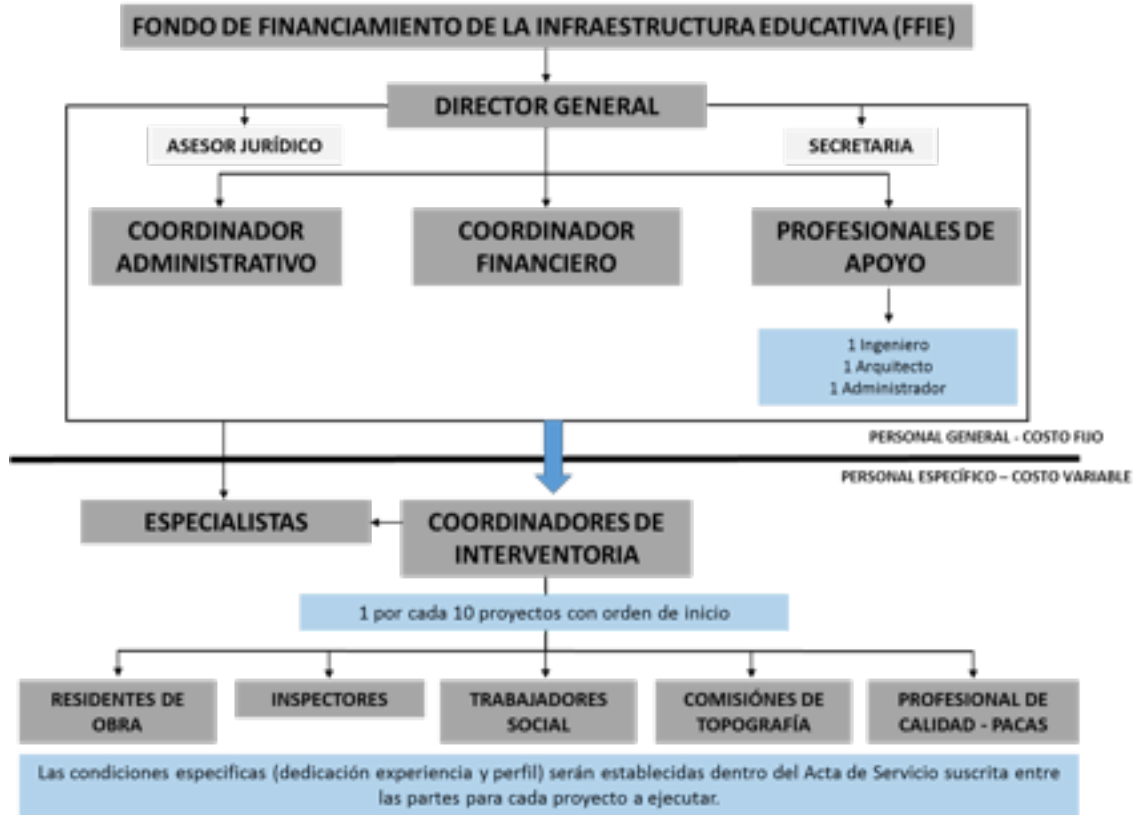 FONDO DE FINANCIAMIENTO DE LA INFRAESTRUCTURA EDUCATIVA (FFIE)
DIRECTOR GENERAL
ASESOR JURÍDICO
SECRETARIA
COORDINADOR
ADMINISTRATIVO
COORDINADOR
FINANCIERO
PROFESIONALES DE
APOYO
1 Ingeniero
1 Arquitecto
1 Administrador
PERSONAL GENERAL - COSTO FIJO
PERSONAL ESPECÍFICO – COSTO VARIABLE
ESPECIALISTAS
COORDINADORES DE
INTERVENTORIA
1 por cada 10 proyectos con orden de inicio
RESIDENTES DE
OBRA
INSPECTORES
TRABAJADORES
SOCIAL
COMISIÓNES DE
TOPOGRAFÍA
PROFESIONAL DE
CALIDAD - PACAS
Las condiciones especificas (dedicación experiencia y perfil) serán establecidas dentro del Acta de Servicio suscrita entre
las partes para cada proyecto a ejecutar.